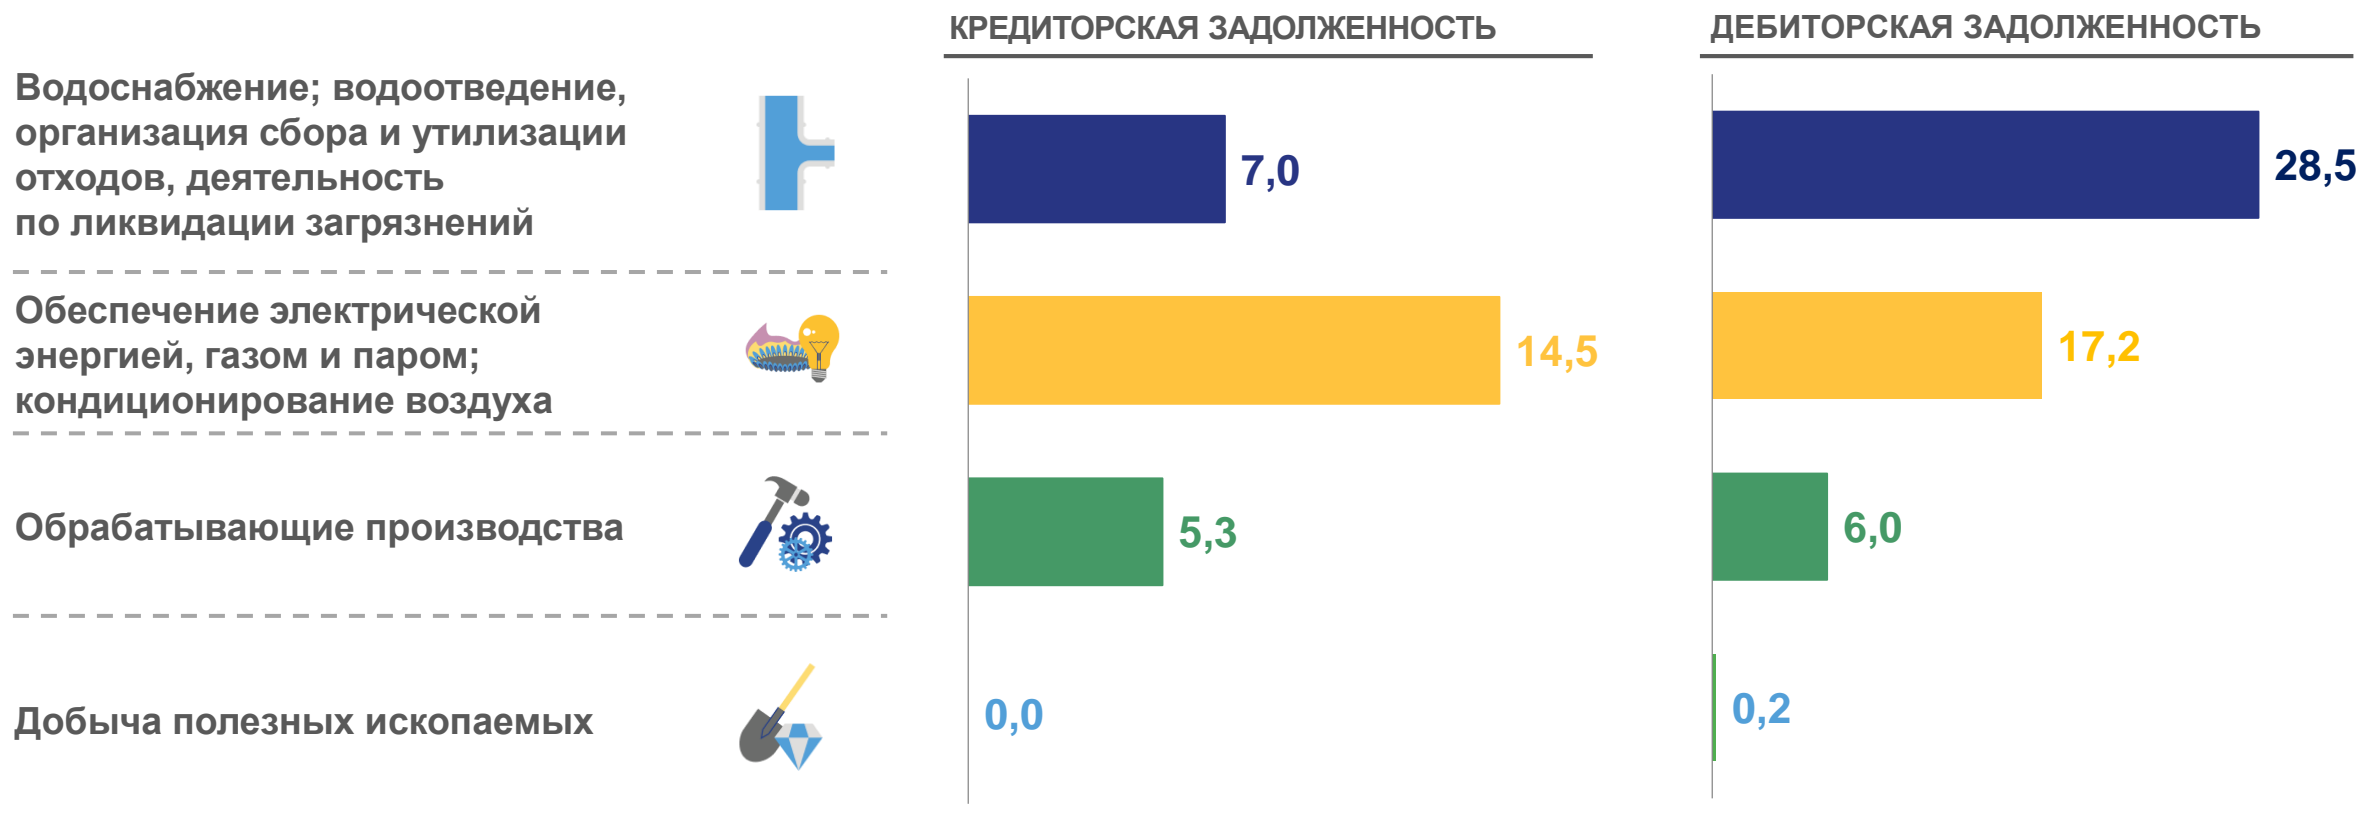 КРЕДИТОРСКАЯ ЗАДОЛЖЕННОСТЬ
ДЕБИТОРСКАЯ ЗАДОЛЖЕННОСТЬ
Водоснабжение; водоотведение,
организация сбора и утилизации
отходов, деятельность
по ликвидации загрязнений
7,0
28,5
Обеспечение электрической
энергией, газом и паром;
кондиционирование воздуха
14,5
17,2
Обрабатывающие производства
5,3
6,0
Добыча полезных ископаемых
0,0
0,2